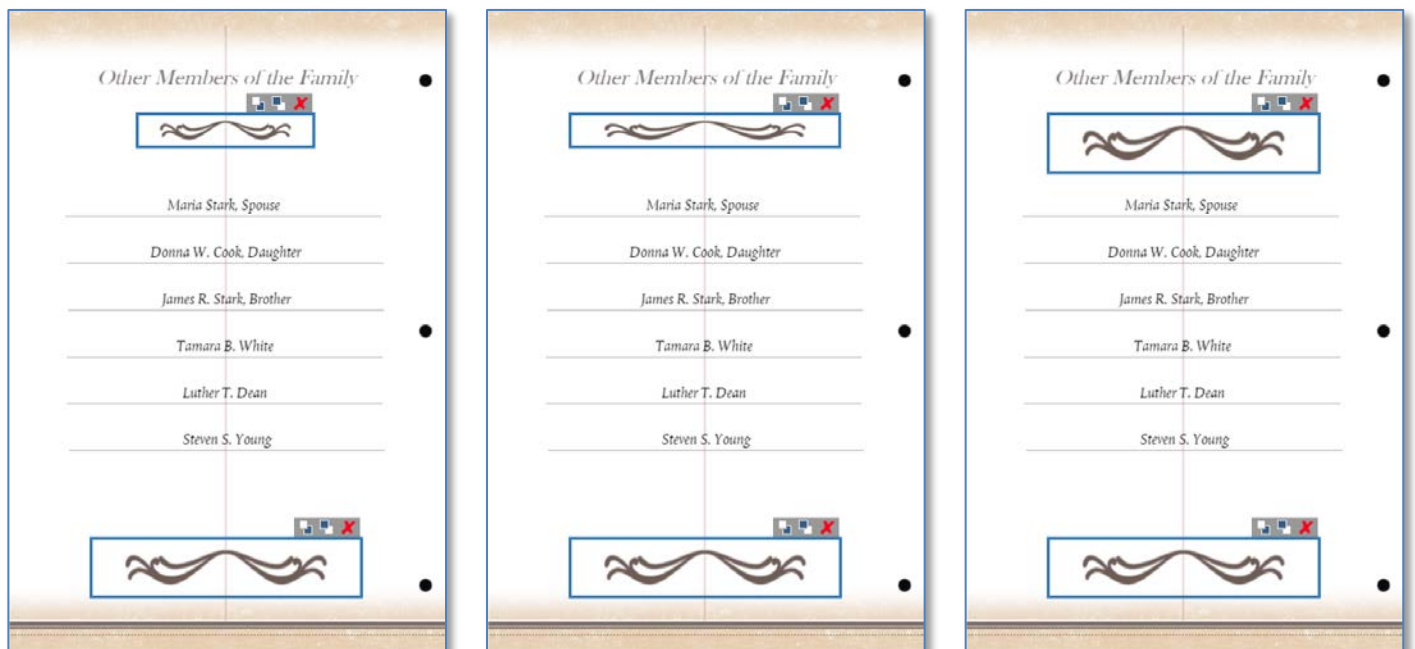 Other Members of the Family
Maria Stark, Spouse
Donna W. Cook, Daughter
James R. Stark, Brother
Tamara B. White
Luther T. Dean
Steven S. Young
Other Members of the Family
Maria Stark, Spouse
Donna W. Cook, Daughter
James R. Stark, Brother
Tamara B. White
Luther T. Dean
Steven S. Young
Other Members of the Family
Maria Stark, Spouse
Donna W. Cook, Daughter
James R. Stark, Brother
Tamara B. White
Luther T. Dean
Steven S. Young